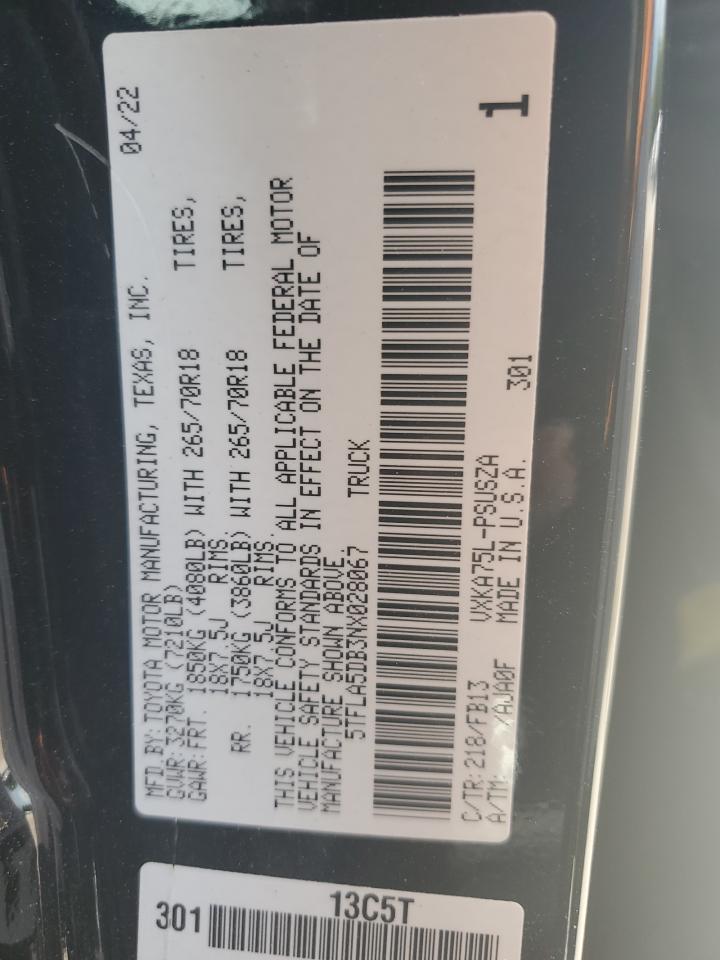 MFD.BY:TOYOTA MOTOR MANUFACTURING, TEXAS, INC. 04/22
GVWR:3270KG (7210LB)
GAWR:FRT. 1850KG (4080LB) WITH 265/70R18 TIRES,
18X7.5J RIMS.
RR. 1750KG (3860LB) WITH 265/70R18 TIRES,
18X7.5J RIMS.
THIS VEHICLE CONFORMS TO ALL APPLICABLE FEDERAL MOTOR
VEHICLE SAFETY STANDARDS IN EFFECT ON THE DATE OF
MANUFACTURE SHOWN ABOVE.
5TFLA5DB3NX028067 TRUCK
C/TR:218/FB13 VXKA75L-PSUSZA 301
A/TM: /AJA0F MADE IN U.S.A.
1
301
13C5T